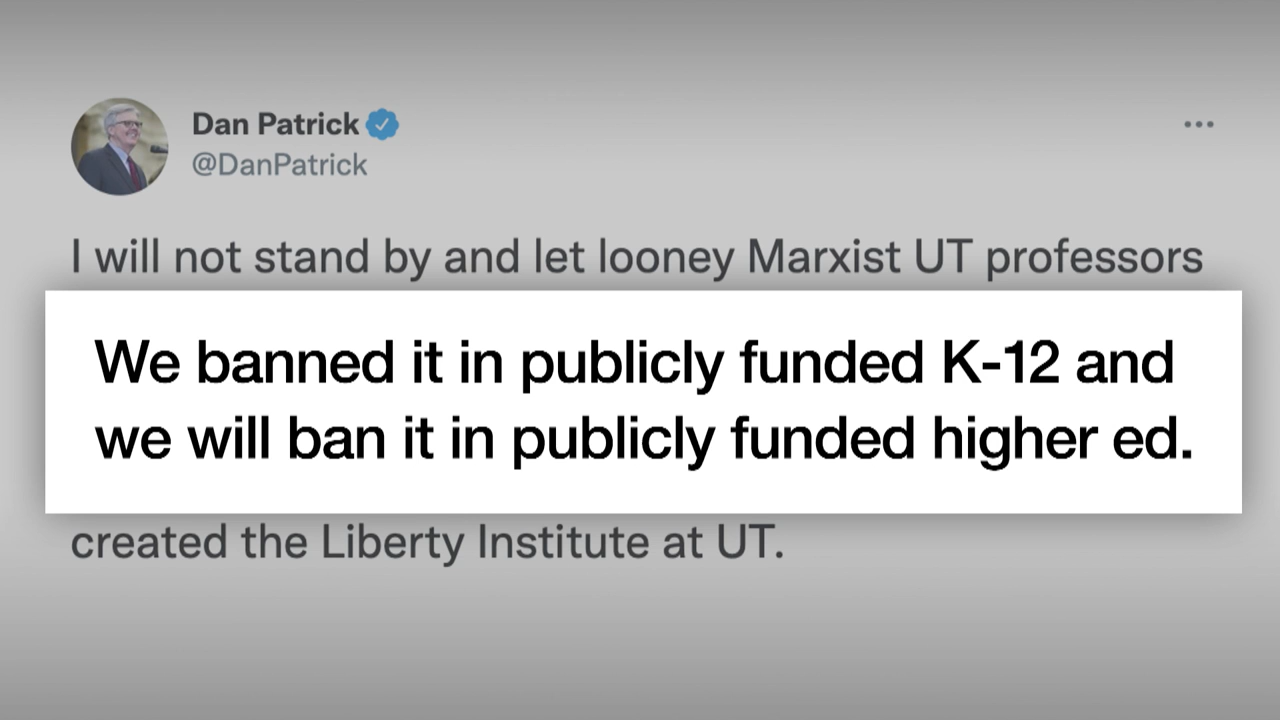 Dan Patrick
@DanPatrick
I will not stand by and let looney Marxist UT professors
We banned it in publicly funded K-12 and
we will ban it in publicly funded higher ed.
created the Liberty Institute at UT.